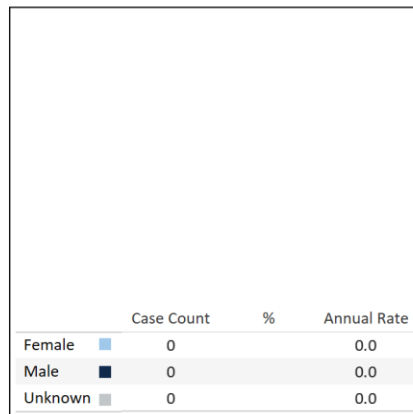 Case Count % Annual Rate
Female 0 0.0
Male 0 0.0
Unknown 0 0.0